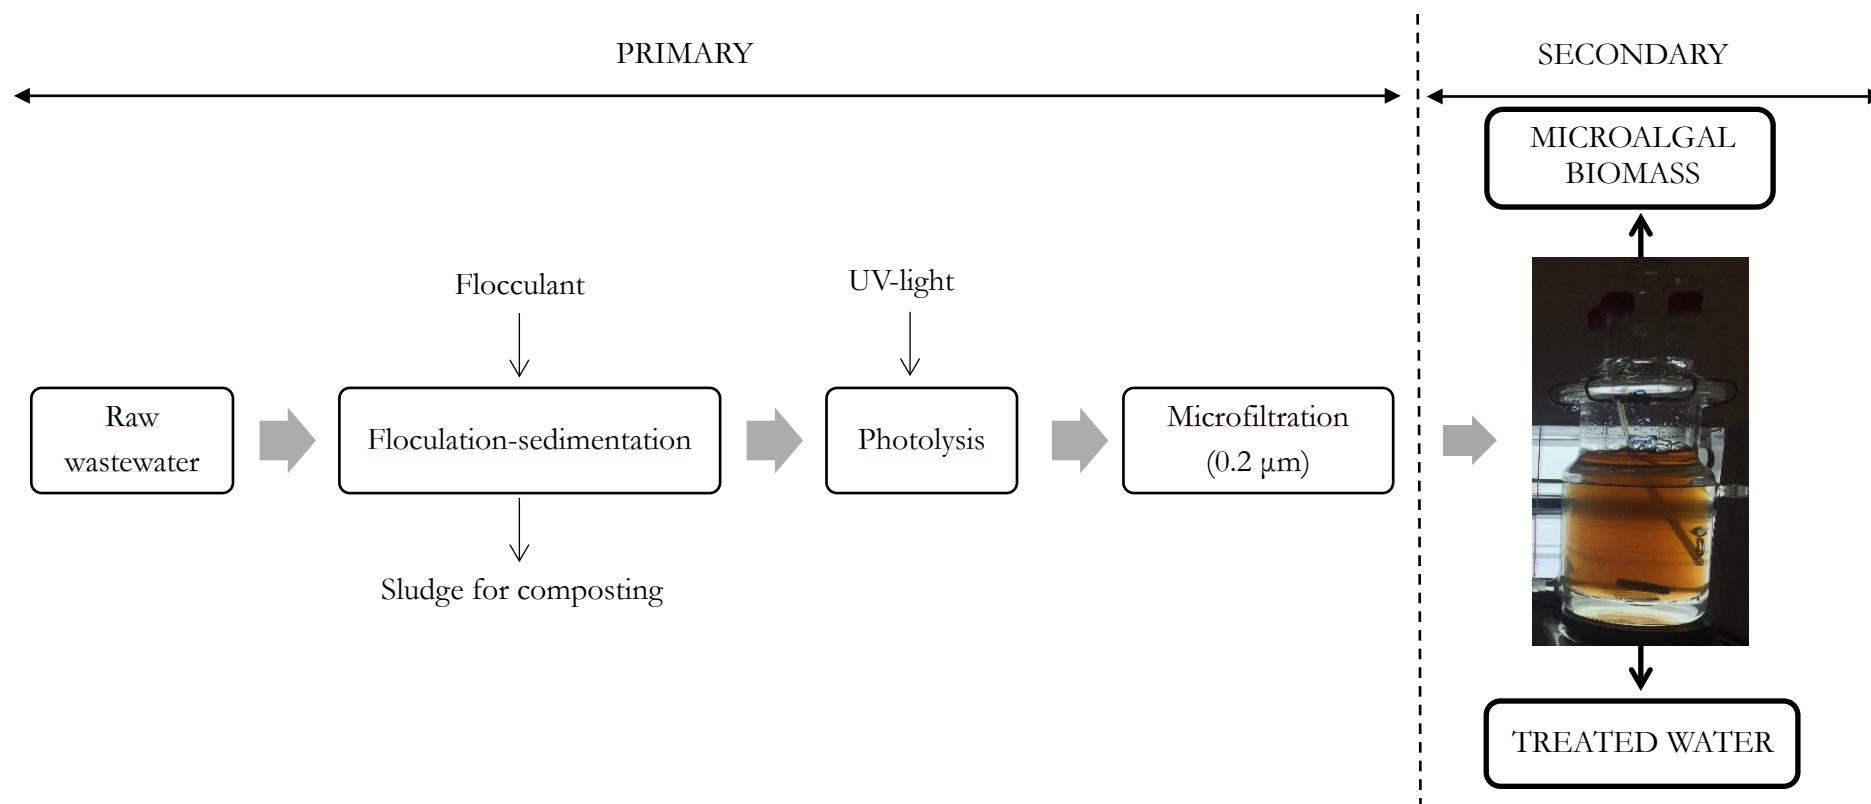 PRIMARY
SECONDARY
MICROALGAL
BIOMASS
Flocculant
UV-light
Raw
wastewater
Floculation-sedimentation
Photolysis
Microfiltration
(0.2 µm)
Sludge for composting
TREATED WATER